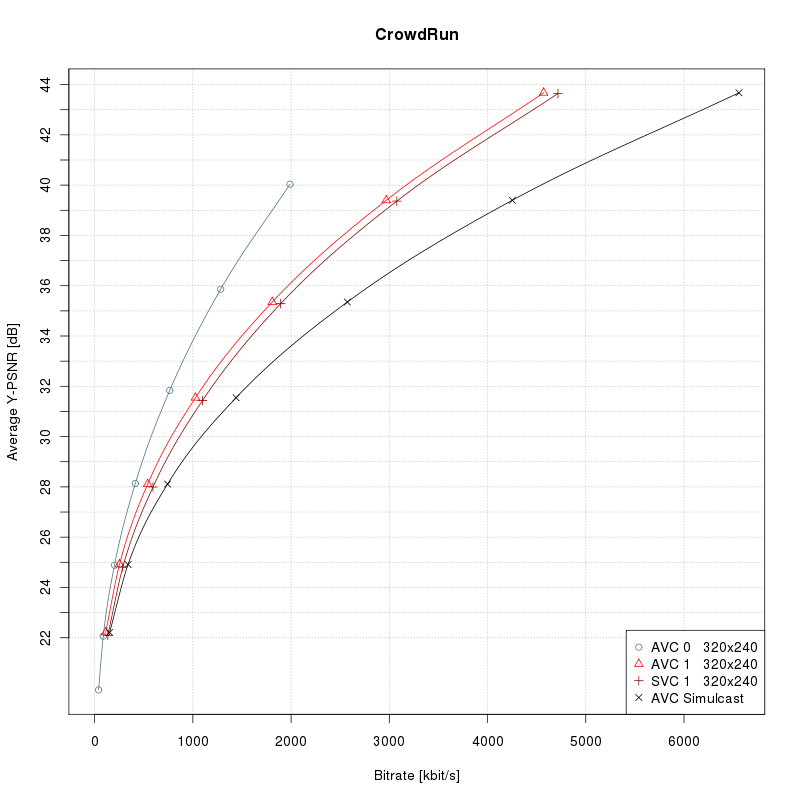 CrowdRun
Average Y-PSNR [dB]
44
42
40
38
36
34
32
30
28
26
24
22
0 1000 2000 3000 4000 5000 6000
Bitrate [kbit/s]
AVC 0 320x240
AVC 1 320x240
SVC 1 320x240
AVC Simulcast